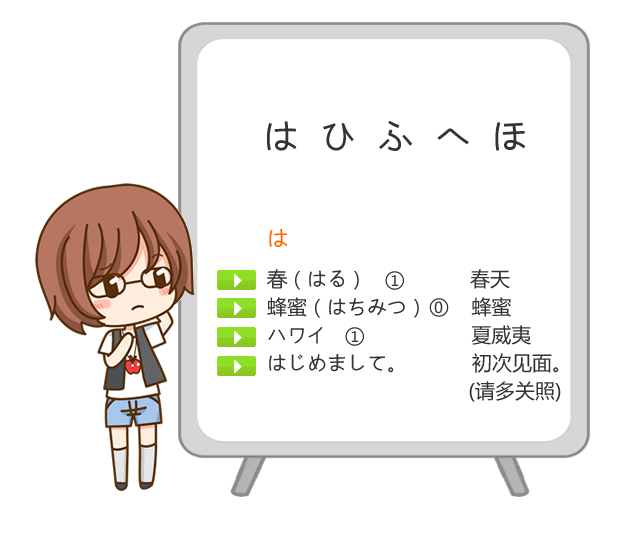 は ひ ふ へ ほ
は
春(はる) ① 春天
蜂蜜(はちみつ)⓪ 蜂蜜
ハワイ ① 夏威夷
はじめまして。 初次见面。
(请多关照)